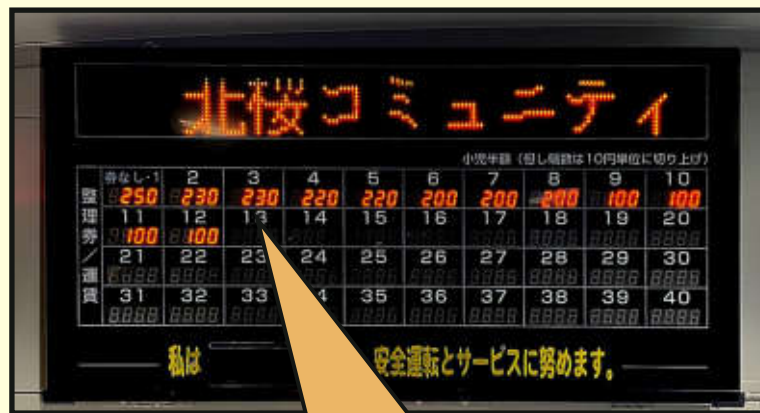 北桜コミュニティ
小児半額(但し端数は10円単位に切り上げ)
整理券/運賃
券なし・1 2 3 4 5 6 7 8 9 10
250 230 230 220 220 200 200 200 100 100
11 12 13 14 15 16 17 18 19 20
100 100
21 22 23 24 25 26 27 28 29 30
31 32 33 4 35 36 37 38 39 40
私は 安全運転とサービスに努めます。